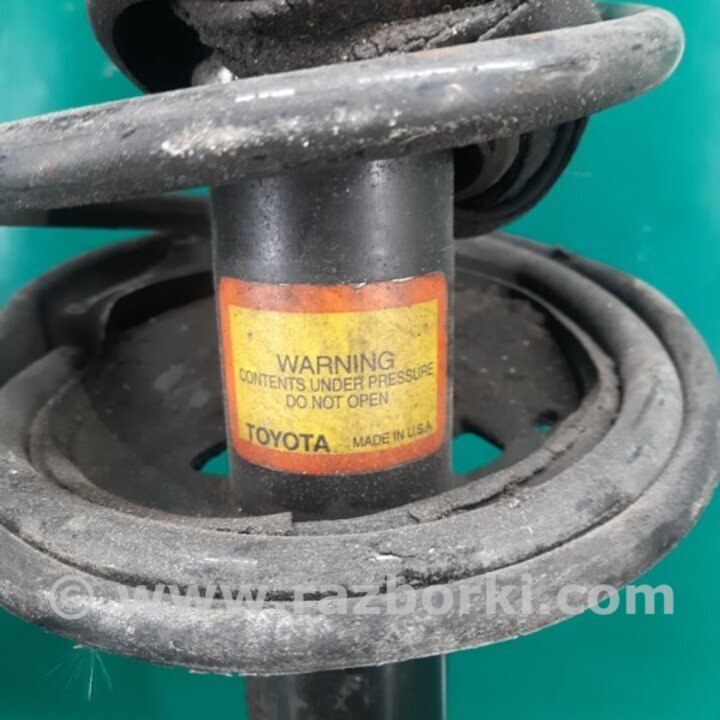 WARNING
CONTENTS UNDER PRESSURE
DO NOT OPEN
TOYOTA MADE IN U.S.A.
© www.razborki.com